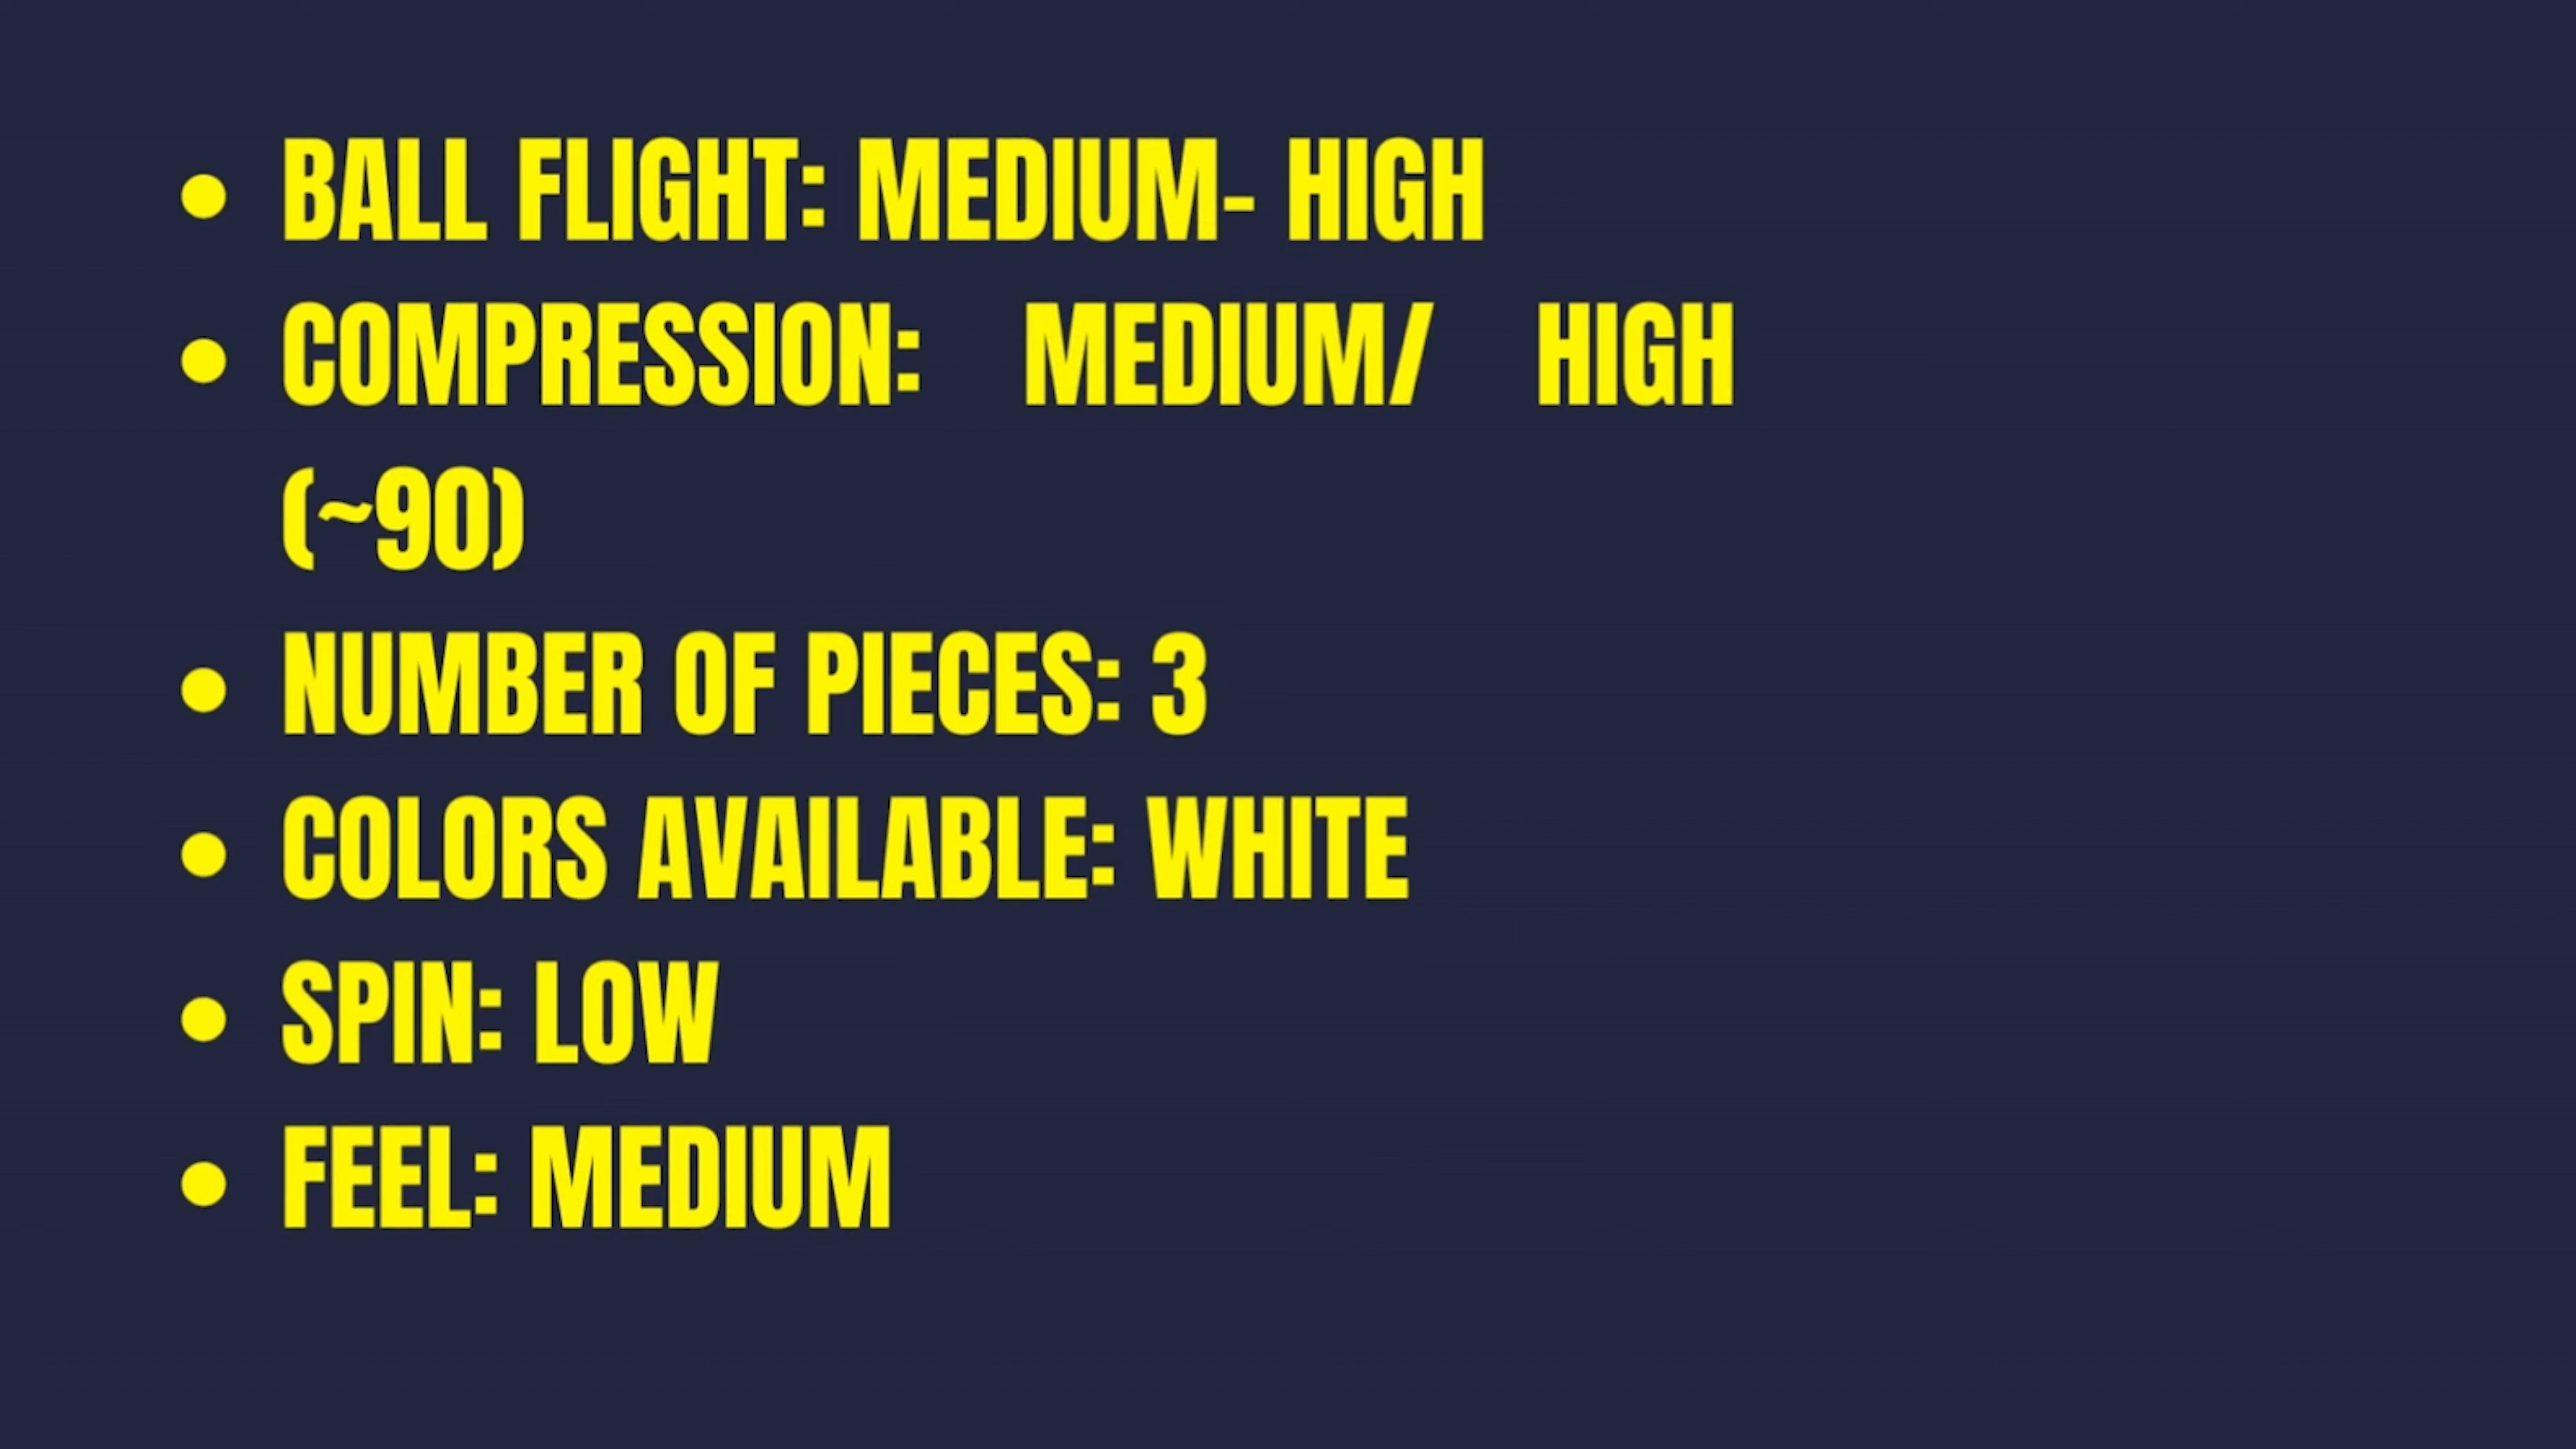 • BALL FLIGHT: MEDIUM- HIGH
• COMPRESSION: MEDIUM/ HIGH
(~90)
• NUMBER OF PIECES: 3
• COLORS AVAILABLE: WHITE
• SPIN: LOW
• FEEL: MEDIUM